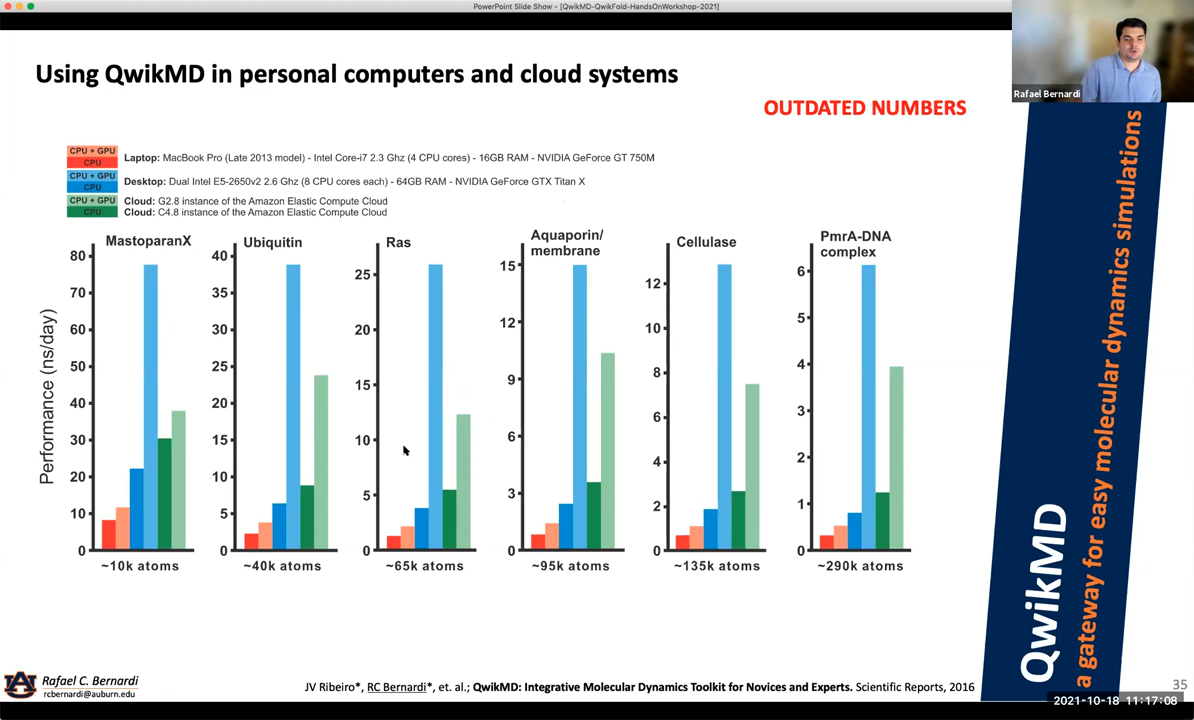 PowerPoint Slide Show - [QwikMD-QwikFold-HandsOnWorkshop-2021]
Using QwikMD in personal computers and cloud systems
OUTDATED NUMBERS
Rafael Bernardi
CPU + GPU
CPU
Laptop: MacBook Pro (Late 2013 model) - Intel Core-i7 2.3 Ghz (4 CPU cores) - 16GB RAM - NVIDIA GeForce GT 750M
CPU + GPU
CPU
Desktop: Dual Intel E5-2650v2 2.6 Ghz (8 CPU cores each) - 64GB RAM - NVIDIA GeForce GTX Titan X
CPU + GPU
Cloud: G2.8 instance of the Amazon Elastic Compute Cloud
CPU
Cloud: C4.8 instance of the Amazon Elastic Compute Cloud
Performance (ns/day)
MastoparanX
80
70
60
50
40
30
20
10
0
~10k atoms
Ubiquitin
40
35
30
25
20
15
10
5
0
~40k atoms
Ras
25
20
15
10
5
0
~65k atoms
Aquaporin/
membrane
15
12
9
6
3
0
~95k atoms
Cellulase
12
10
8
6
4
2
0
~135k atoms
PmrA-DNA
complex
6
5
4
3
2
1
0
~290k atoms
QwikMD
a gateway for easy molecular dynamics simulations
Rafael C. Bernardi
rcbernardi@auburn.edu
JV Ribeiro*, RC Bernardi*, et. al.; QwikMD: Integrative Molecular Dynamics Toolkit for Novices and Experts. Scientific Reports, 2016
35
2021-10-18 11:17:08